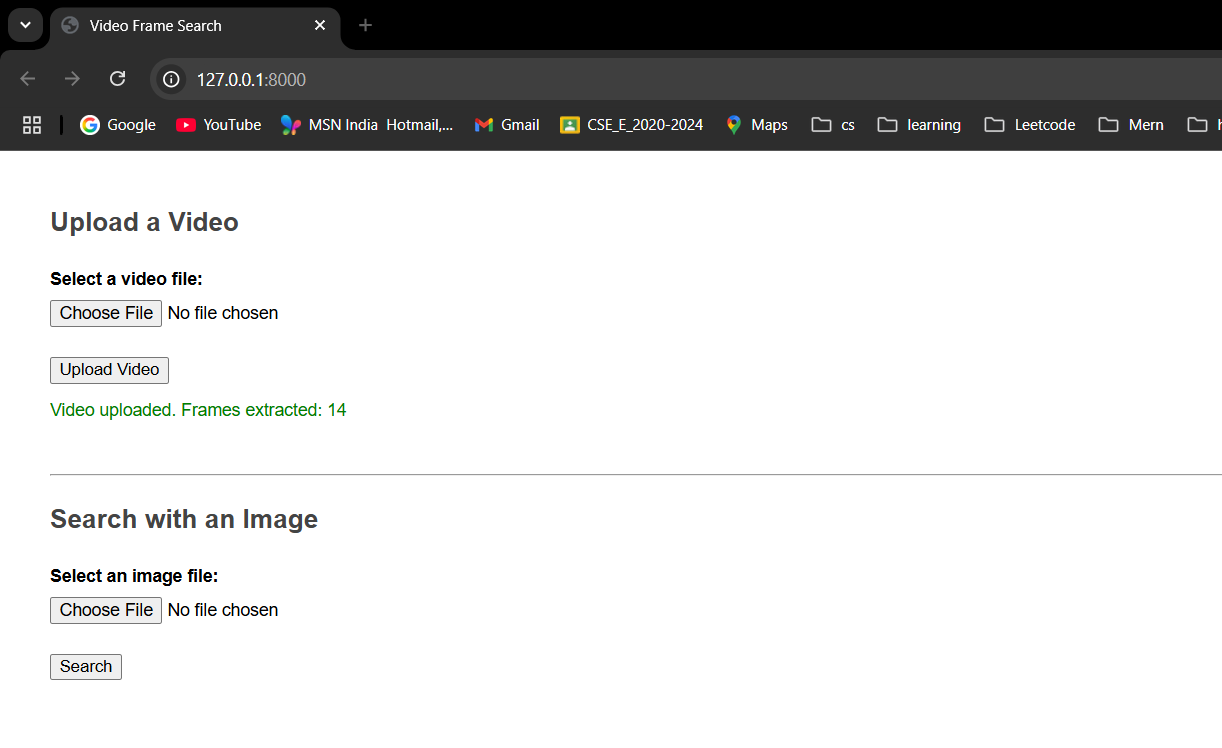 Video Frame Search
127.0.0.1:8000
Google YouTube MSN India Hotmail,... Gmail CSE_E_2020-2024 Maps cs learning Leetcode Mern
Upload a Video
Select a video file:
Choose File No file chosen
Upload Video
Video uploaded. Frames extracted: 14
Search with an Image
Select an image file:
Choose File No file chosen
Search